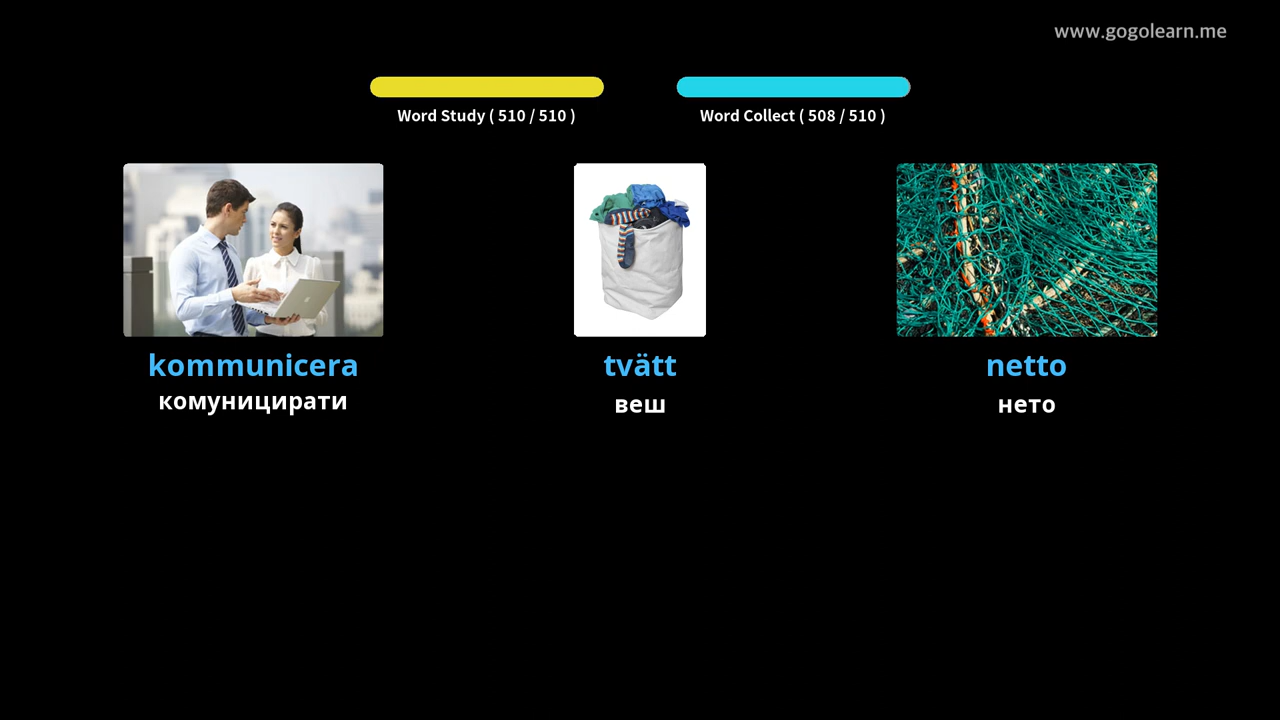 www.gogolearn.me
Word Study ( 510 / 510 )
Word Collect ( 508 / 510 )
kommunicera
комуницирати
tvätt
веш
netto
нето